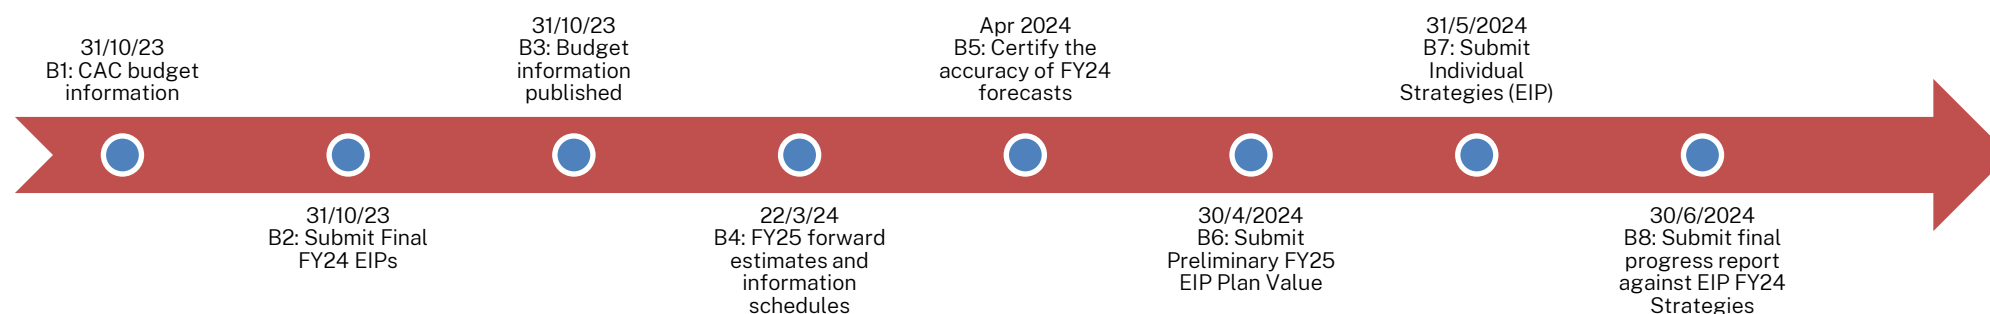 31/10/23
B1: CAC budget
information
31/10/23
B2: Submit Final
FY24 EIPs
31/10/23
B3: Budget
information
published
22/3/24
B4: FY25 forward
estimates and
information
schedules
Apr 2024
B5: Certify the
accuracy of FY24
forecasts
30/4/2024
B6: Submit
Preliminary FY25
EIP Plan Value
31/5/2024
B7: Submit
Individual
Strategies (EIP)
30/6/2024
B8: Submit final
progress report
against EIP FY24
Strategies